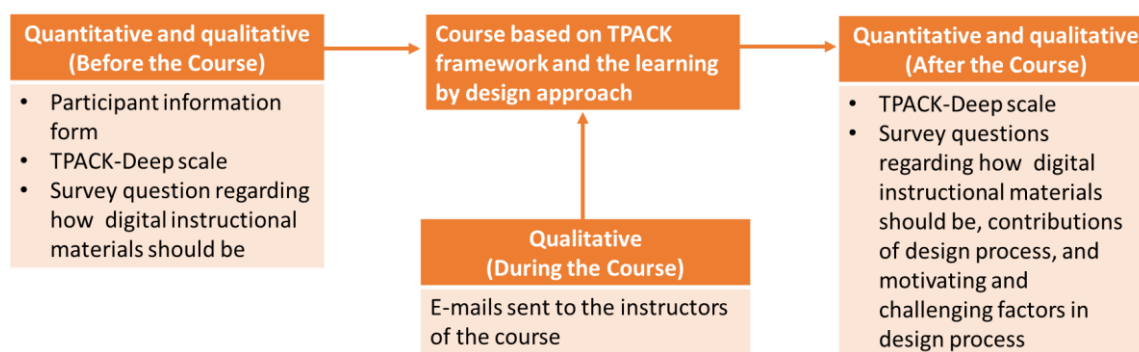 Quantitative and qualitative
(Before the Course)
• Participant information
form
• TPACK-Deep scale
• Survey question regarding
how digital instructional
materials should be
Course based on TPACK
framework and the learning
by design approach
Qualitative
(During the Course)
E-mails sent to the instructors
of the course
Quantitative and qualitative
(After the Course)
• TPACK-Deep scale
• Survey questions
regarding how digital
instructional materials
should be, contributions
of design process, and
motivating and
challenging factors in
design process